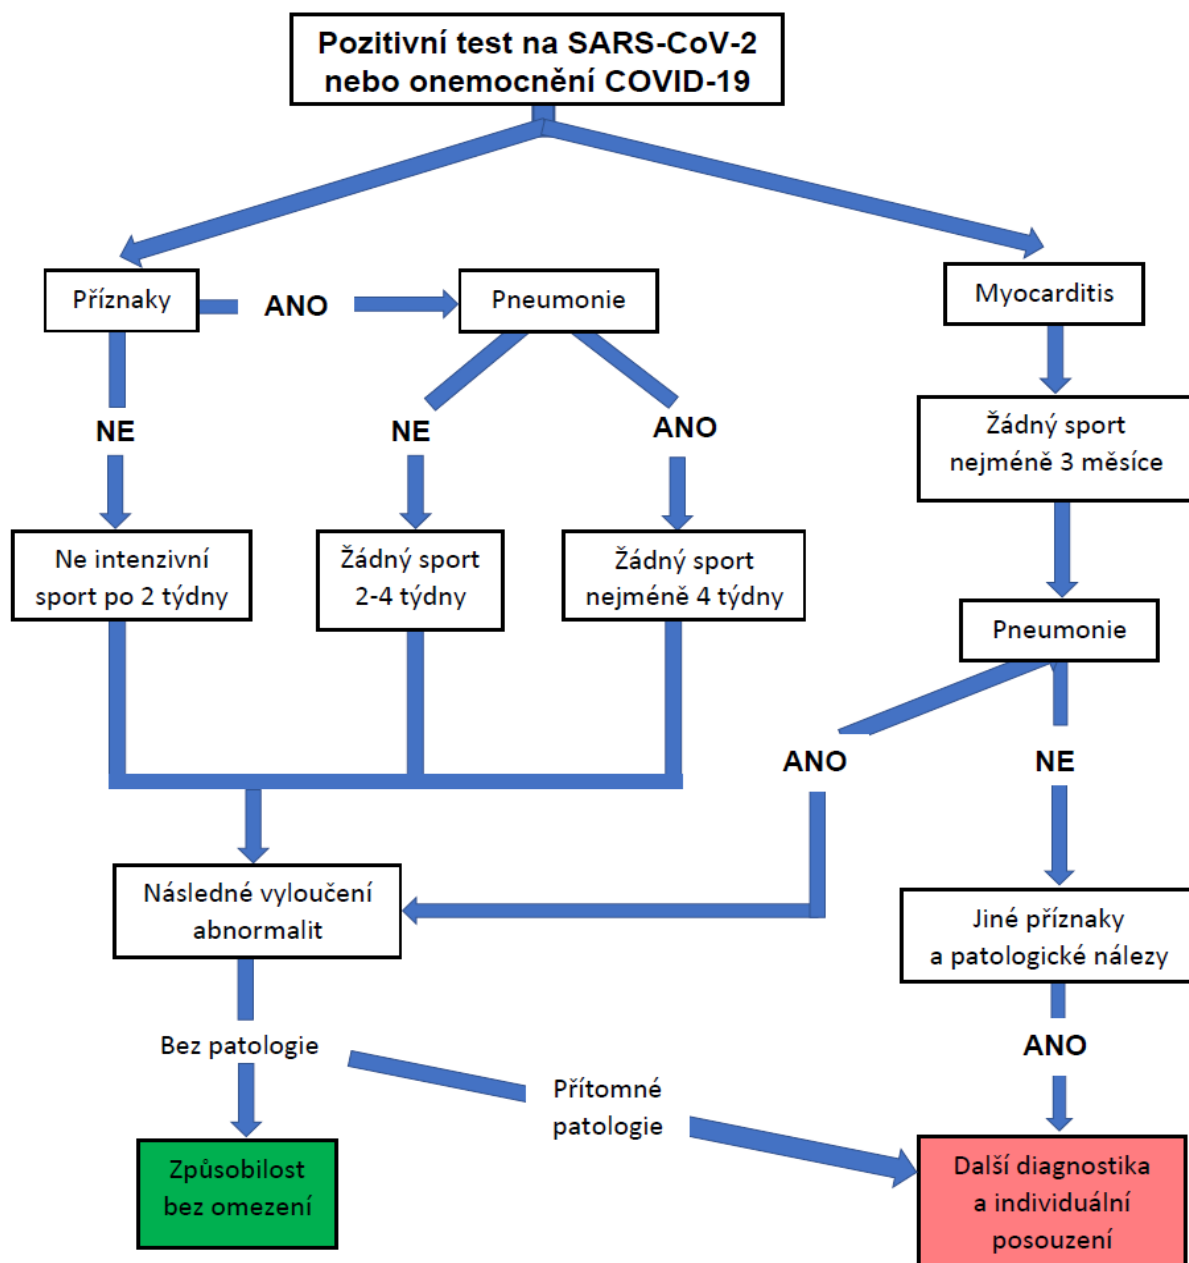 Pozitivní test na SARS-CoV-2
nebo onemocnění COVID-19
Příznaky
ANO
Pneumonie
Myocarditis
NE
NE
ANO
Žádný sport
nejméně 3 měsíce
Ne intenzivní
sport po 2 týdny
Žádný sport
2-4 týdny
Žádný sport
nejméně 4 týdny
Pneumonie
ANO
NE
Následné vyloučení
abnormalit
Jiné příznaky
a patologické nálezy
Bez patologie
ANO
Přítomné
patologie
Způsobilost
bez omezení
Další diagnostika
a individuální
posouzení